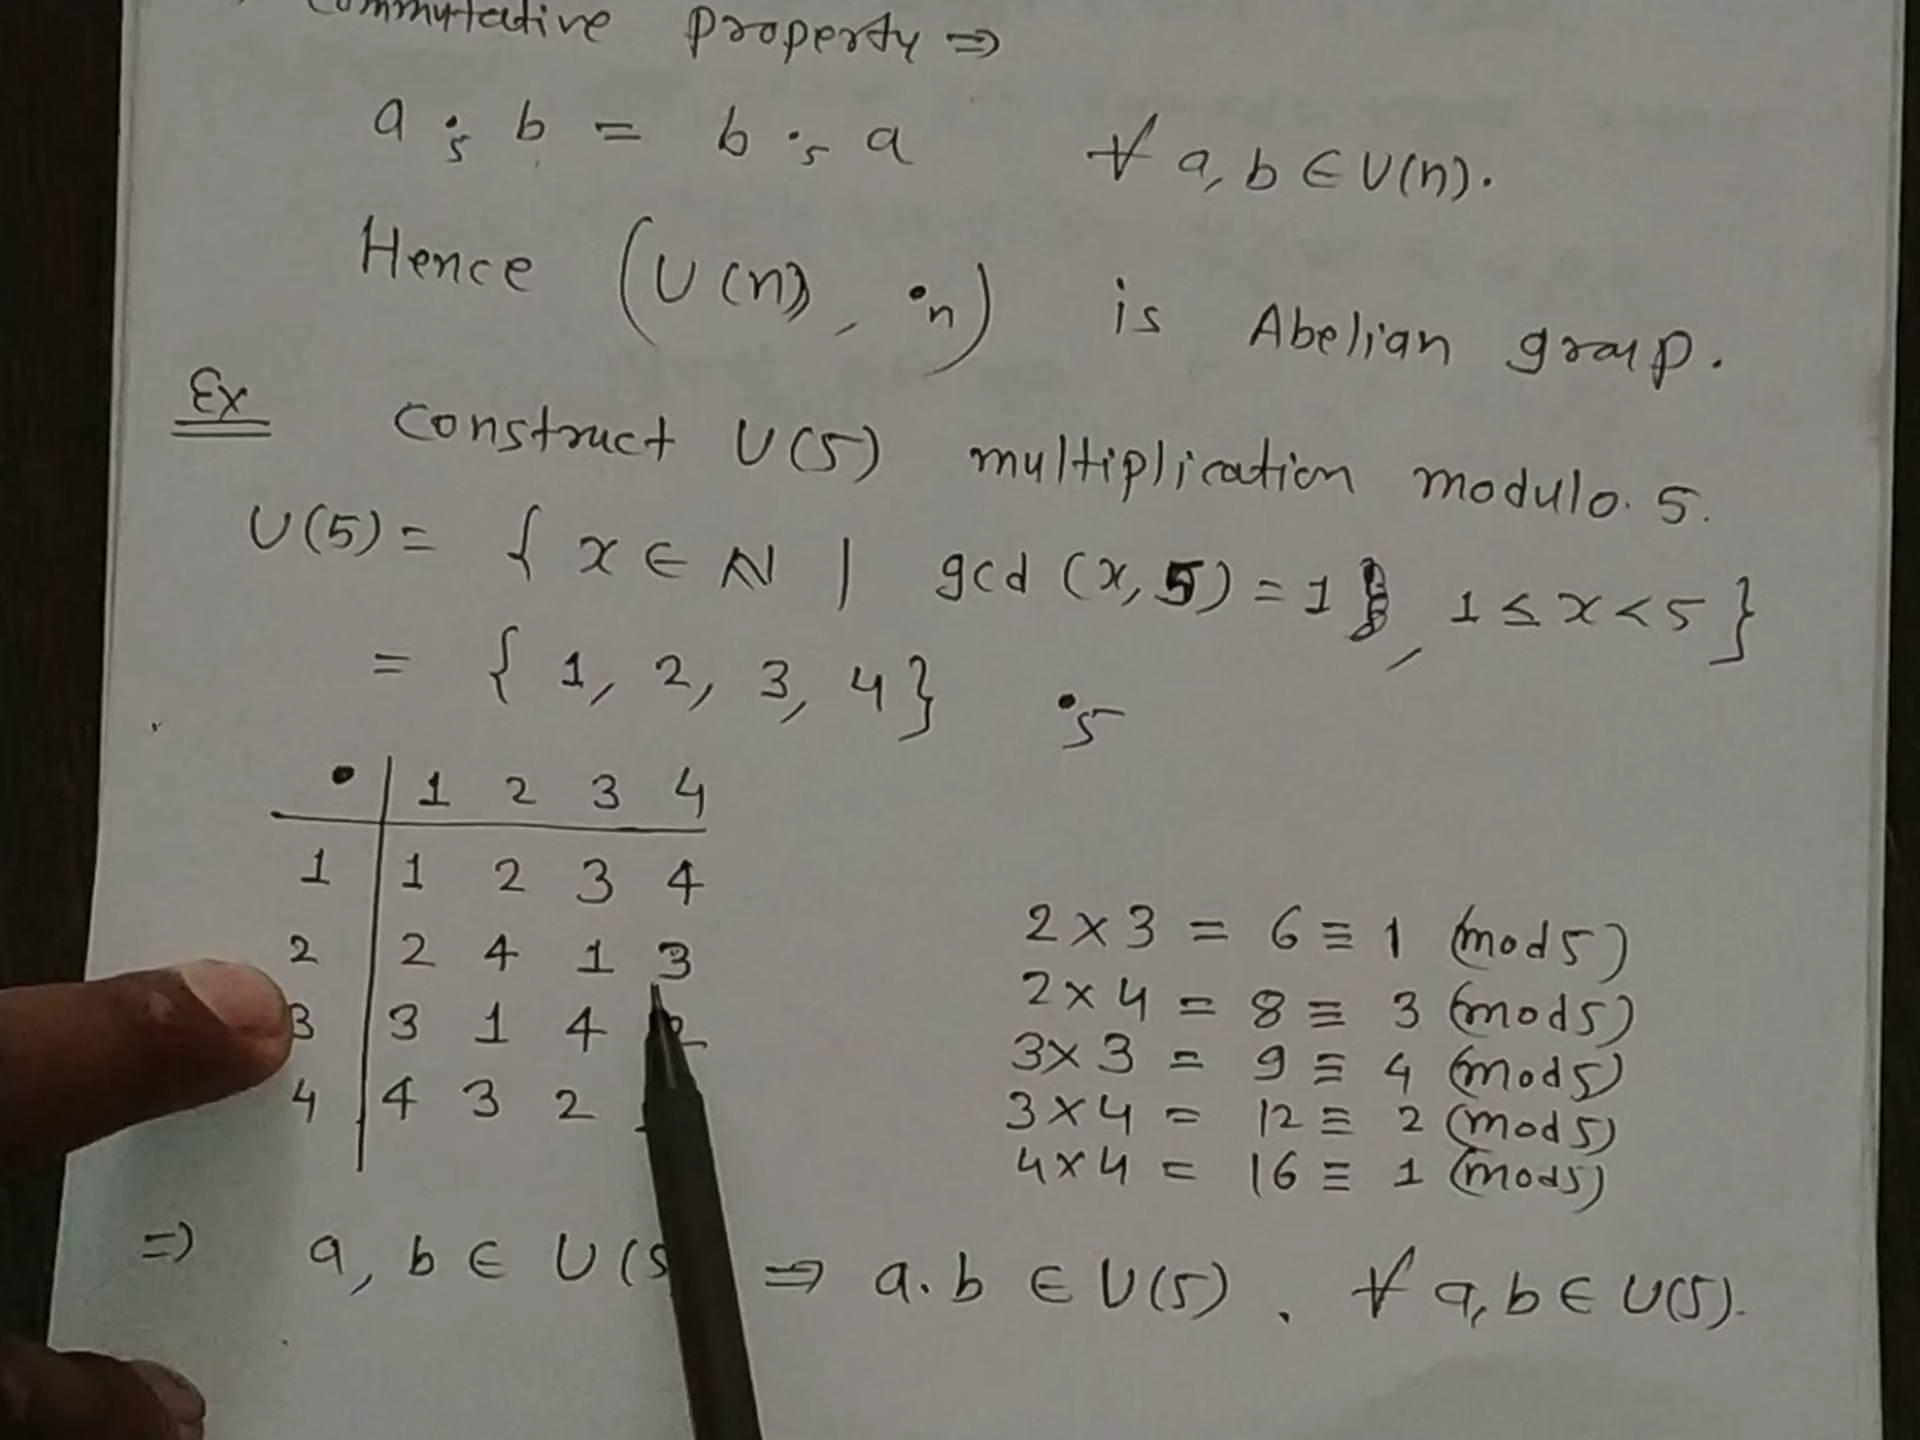 Commutative property ⇒
a ·₅ b = b ·₅ a ∀ a, b ∈ U(n).
Hence (U(n), ·n) is Abelian group.
Ex construct U(5) multiplication modulo. 5.
U(5) = { x ∈ N | gcd (x, 5) = 1, 1 ≤ x < 5 }
= { 1, 2, 3, 4 } ·₅
• | 1 2 3 4
1 | 1 2 3 4
2 | 2 4 1 3
3 | 3 1 4 2
4 | 4 3 2
2 × 3 = 6 ≡ 1 (mod 5)
2 × 4 = 8 ≡ 3 (mod 5)
3 × 3 = 9 ≡ 4 (mod 5)
3 × 4 = 12 ≡ 2 (mod 5)
4 × 4 = 16 ≡ 1 (mod 5)
⇒ a, b ∈ U(5 ⇒ a . b ∈ U(5) . ∀ a, b ∈ U(5).